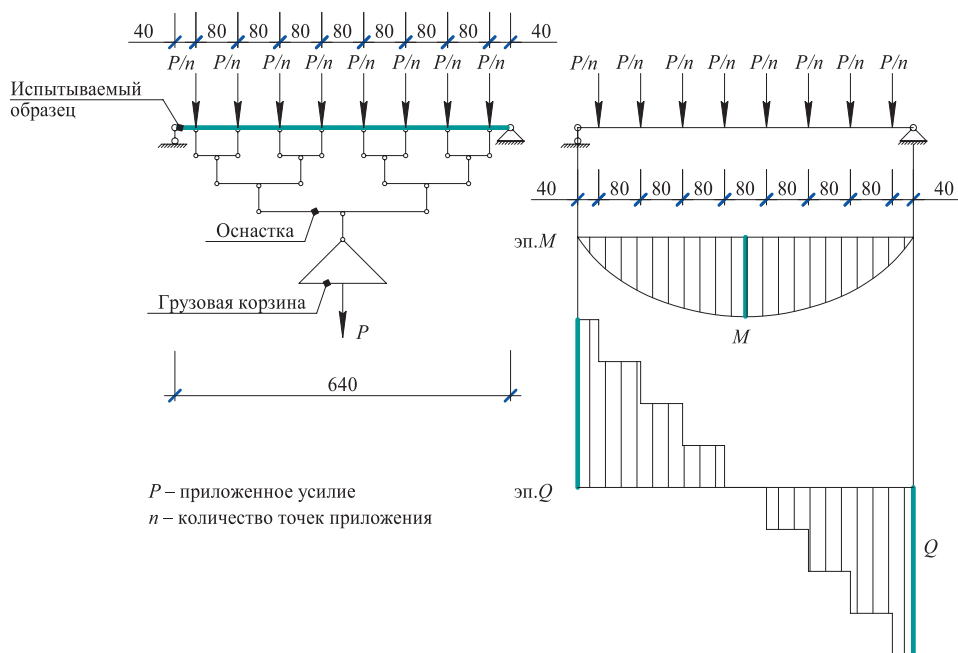 40 80 80 80 80 80 80 80 40
P/n P/n P/n P/n P/n P/n P/n P/n
Испытываемый
образец
Оснастка
Грузовая корзина
P
640
P – приложенное усилие
n – количество точек приложения
P/n P/n P/n P/n P/n P/n P/n P/n
40 80 80 80 80 80 80 80 40
эп.M
M
эп.Q
Q